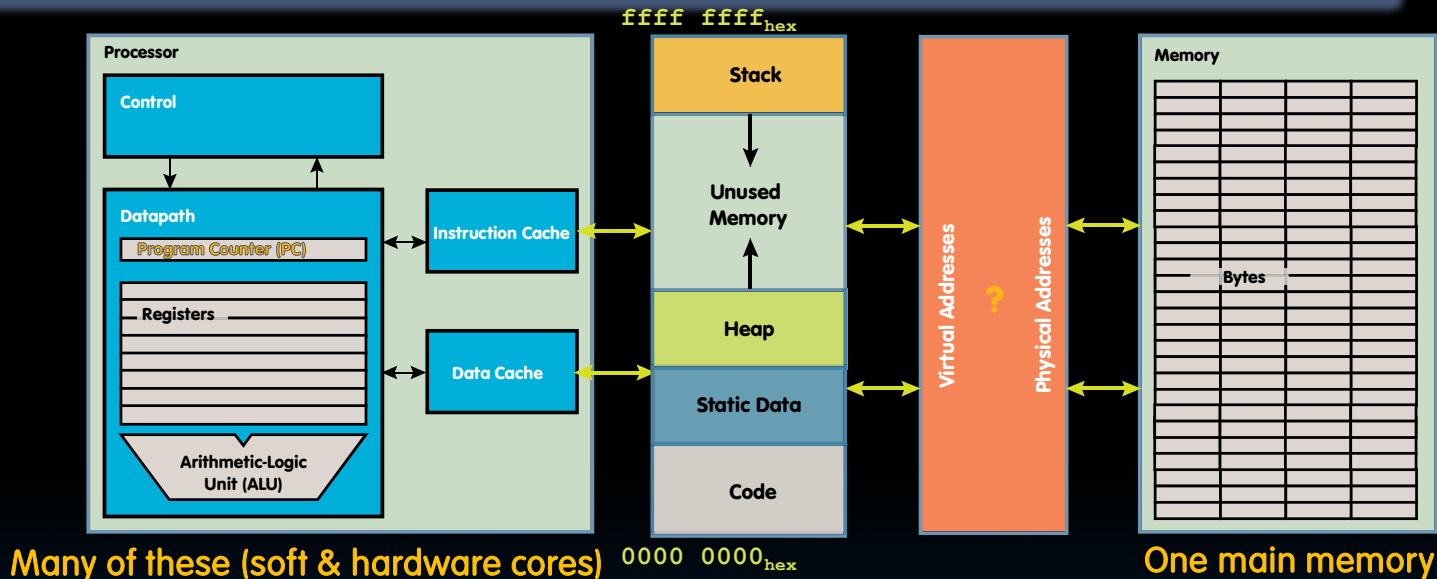 ffff ffffhex
Processor
Control
Datapath
Program Counter (PC)
Registers
Arithmetic-Logic
Unit (ALU)
Instruction Cache
Data Cache
Stack
Unused
Memory
Heap
Static Data
Code
Virtual Addresses
?
Physical Addresses
Memory
Bytes
Many of these (soft & hardware cores)
0000 0000hex
One main memory